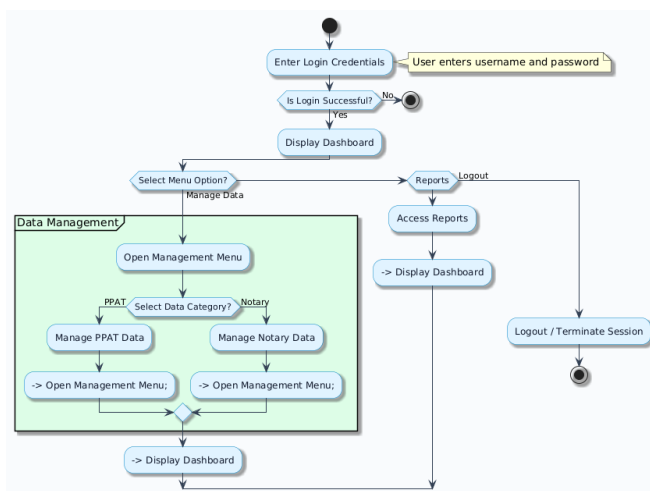 Enter Login Credentials
User enters username and password
Is Login Successful?
No
Yes
Display Dashboard
Select Menu Option?
Manage Data
Reports
Logout
Data Management
Access Reports
Open Management Menu
-> Display Dashboard
PPAT
Select Data Category?
Notary
Manage PPAT Data
Manage Notary Data
Logout / Terminate Session
-> Open Management Menu;
-> Open Management Menu;
-> Display Dashboard